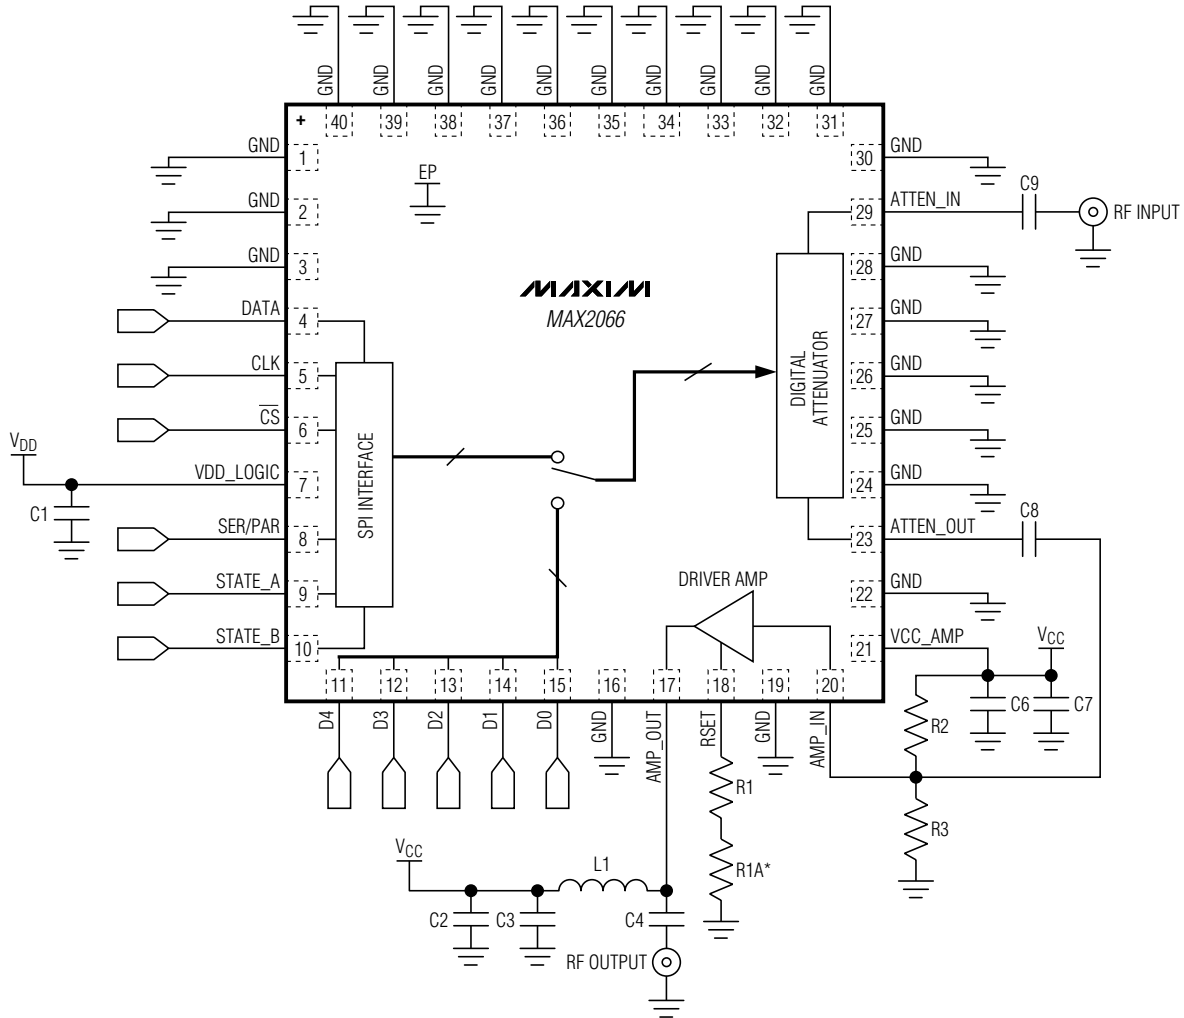 GND GND GND GND GND GND GND GND GND GND
+ 40 39 38 37 36 35 34 33 32 31
GND 1
30 GND
EP
C9
GND 2
29 ATTEN_IN
RF INPUT
GND 3
28 GND
MAXIM
MAX2066
DATA 4
27 GND
CLK 5
26 GND
DIGITAL
ATTENUATOR
CS 6
25 GND
VDD
VDD_LOGIC 7
24 GND
C1
SPI INTERFACE
C8
SER/PAR 8
23 ATTEN_OUT
STATE_A 9
DRIVER AMP
22 GND
STATE_B 10
21 VCC_AMP
VCC
11 12 13 14 15 16 17 18 19 20
D4 D3 D2 D1 D0 GND AMP_OUT RSET GND AMP_IN
R2
C6
C7
R1
R3
R1A*
VCC
L1
C2
C3
C4
RF OUTPUT